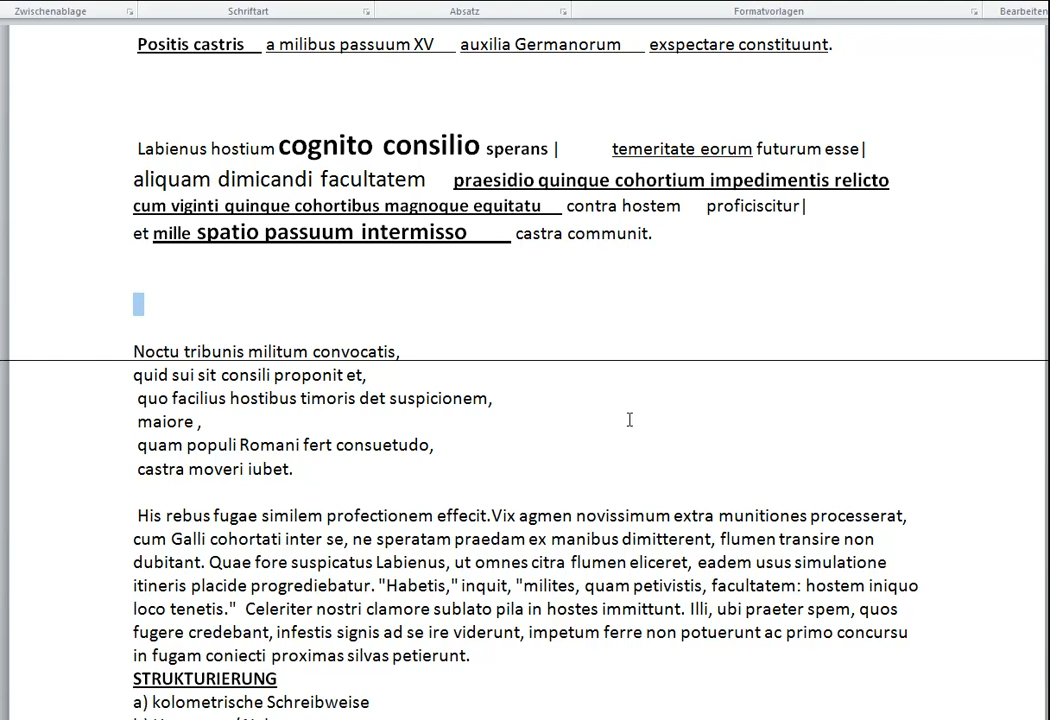 Zwischenablage Schriftart Absatz Formatvorlagen Bearbeiten
Positis castris a milibus passuum XV auxilia Germanorum exspectare constituunt.
Labienus hostium cognito consilio sperans | temeritate eorum futurum esse|
aliquam dimicandi facultatem praesidio quinque cohortium impedimentis relicto
cum viginti quinque cohortibus magnoque equitatu contra hostem proficiscitur|
et mille spatio passuum intermisso castra communit.
Noctu tribunis militum convocatis,
quid sui sit consili proponit et,
quo facilius hostibus timoris det suspicionem,
maiore ,
quam populi Romani fert consuetudo,
castra moveri iubet.
His rebus fugae similem profectionem effecit.Vix agmen novissimum extra munitiones processerat,
cum Galli cohortati inter se, ne speratam praedam ex manibus dimitterent, flumen transire non
dubitant. Quae fore suspicatus Labienus, ut omnes citra flumen eliceret, eadem usus simulatione
itineris placide progrediebatur. "Habetis," inquit, "milites, quam petivistis, facultatem: hostem iniquo
loco tenetis." Celeriter nostri clamore sublato pila in hostes immittunt. Illi, ubi praeter spem, quos
fugere credebant, infestis signis ad se ire viderunt, impetum ferre non potuerunt ac primo concursu
in fugam coniecti proximas silvas petierunt.
STRUKTURIERUNG
a) kolometrische Schreibweise